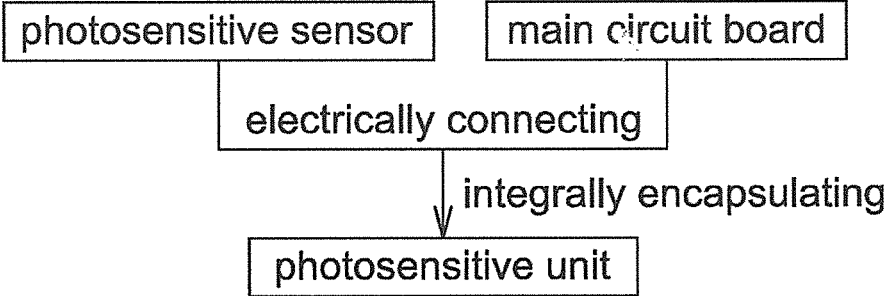 photosensitive sensor
main circuit board
electrically connecting
integrally encapsulating
photosensitive unit